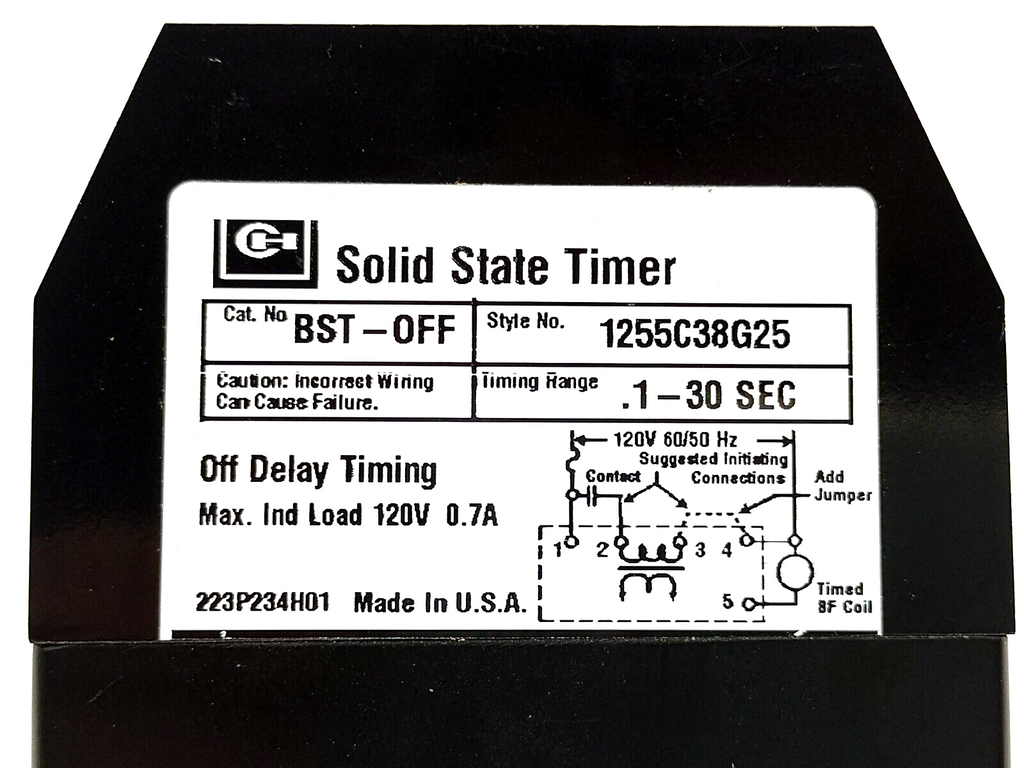 CH
Solid State Timer
Cat. No BST-OFF
Style No. 1255C38G25
Caution: Incorrect Wiring
Can Cause Failure.
Timing Range .1-30 SEC
Off Delay Timing
Max. Ind Load 120V 0.7A
120V 60/50 Hz
Suggested Initiating
Connections
Contact
Add
Jumper
1 2 3 4
5
Timed
BF Coil
223P234H01 Made In U.S.A.